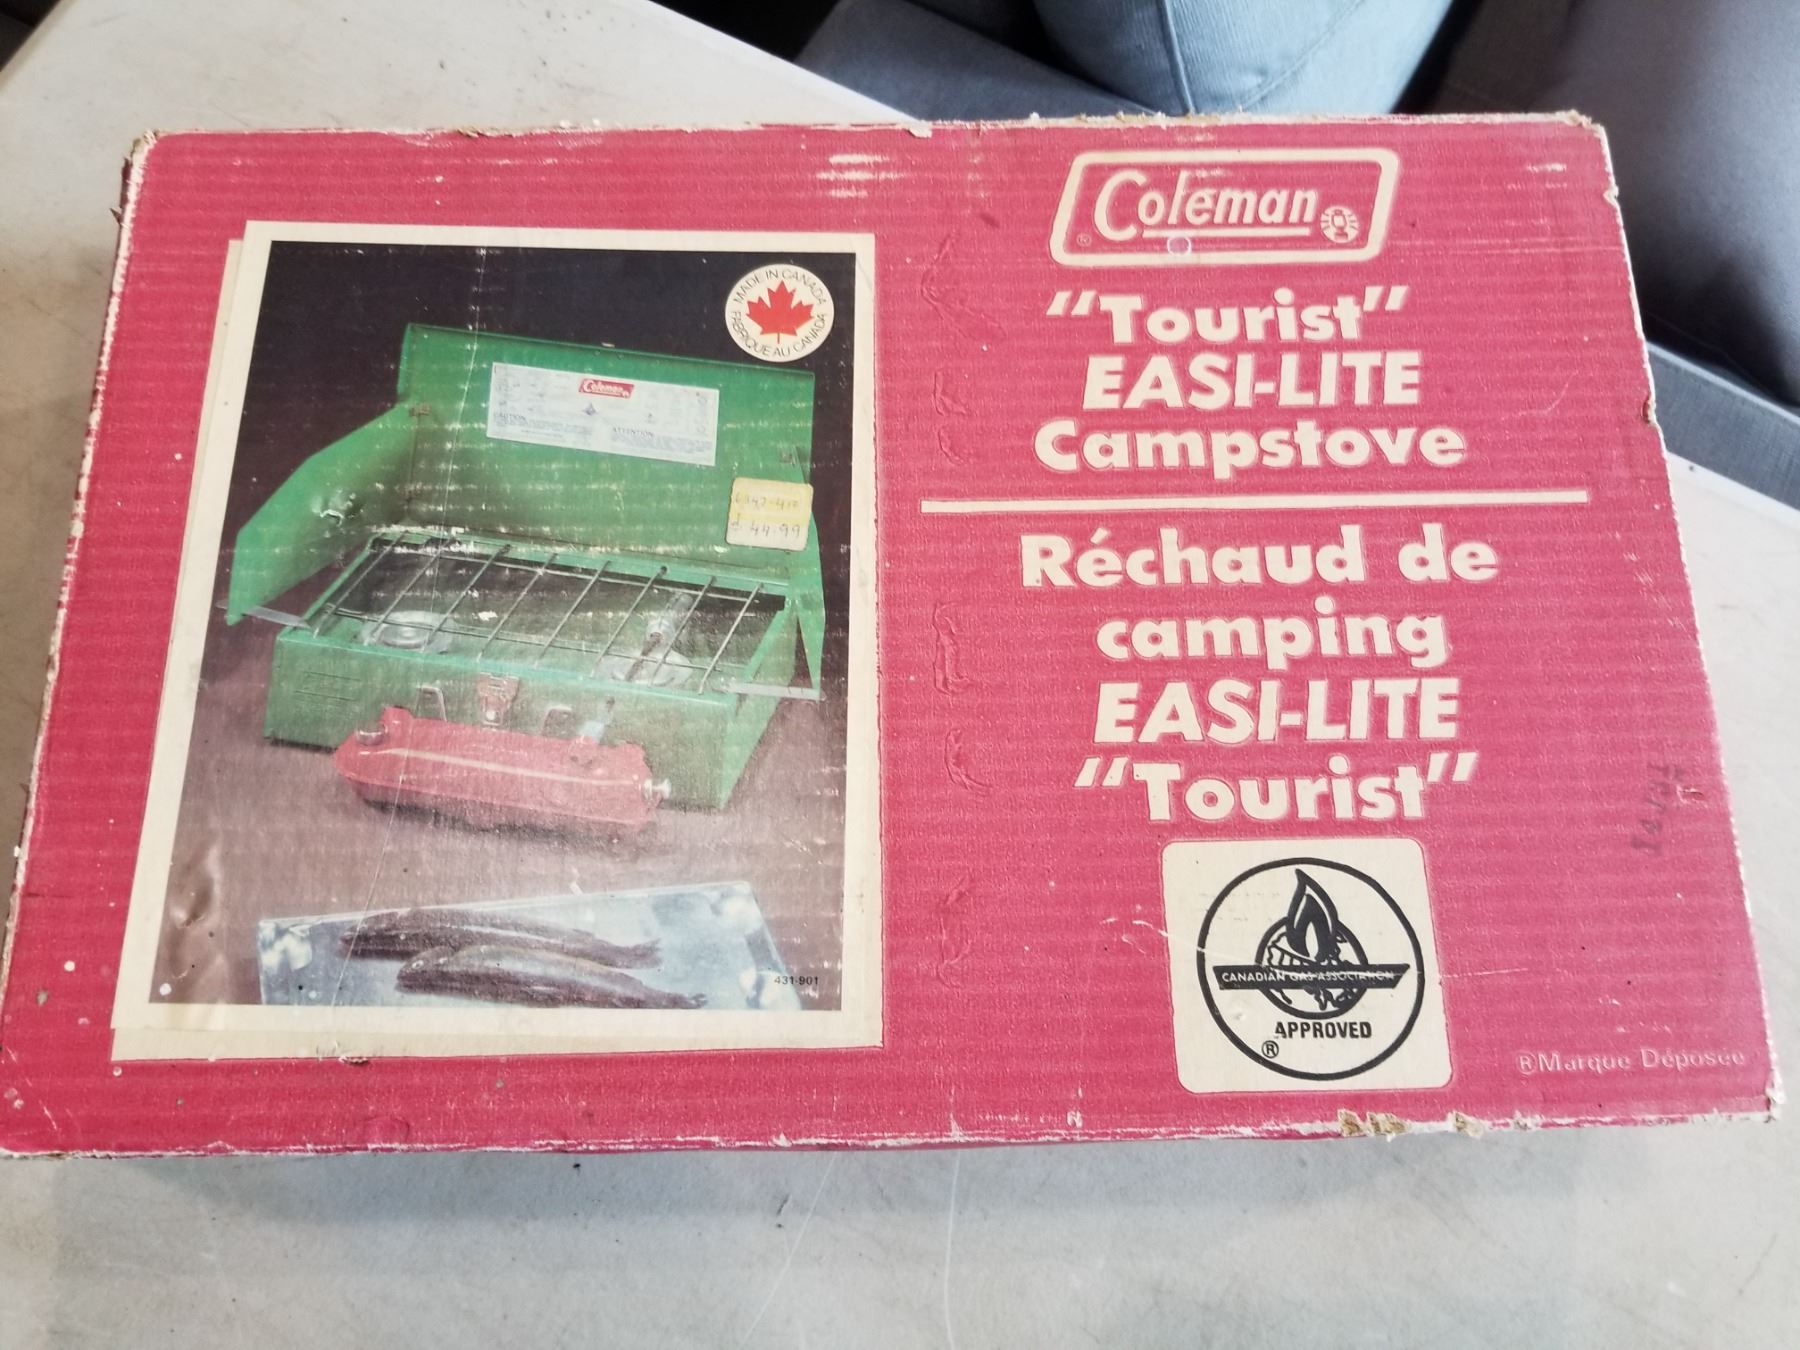 MADE IN CANADA
FABRIQUE AU CANADA
Coleman
CAUTION
ATTENTION
44.99
431-901
® Coleman
"Tourist"
EASI-LITE
Campstove
Réchaud de
camping
EASI-LITE
"Tourist"
CANADIAN GAS ASSOCIATION
APPROVED
®
® Marque Déposée